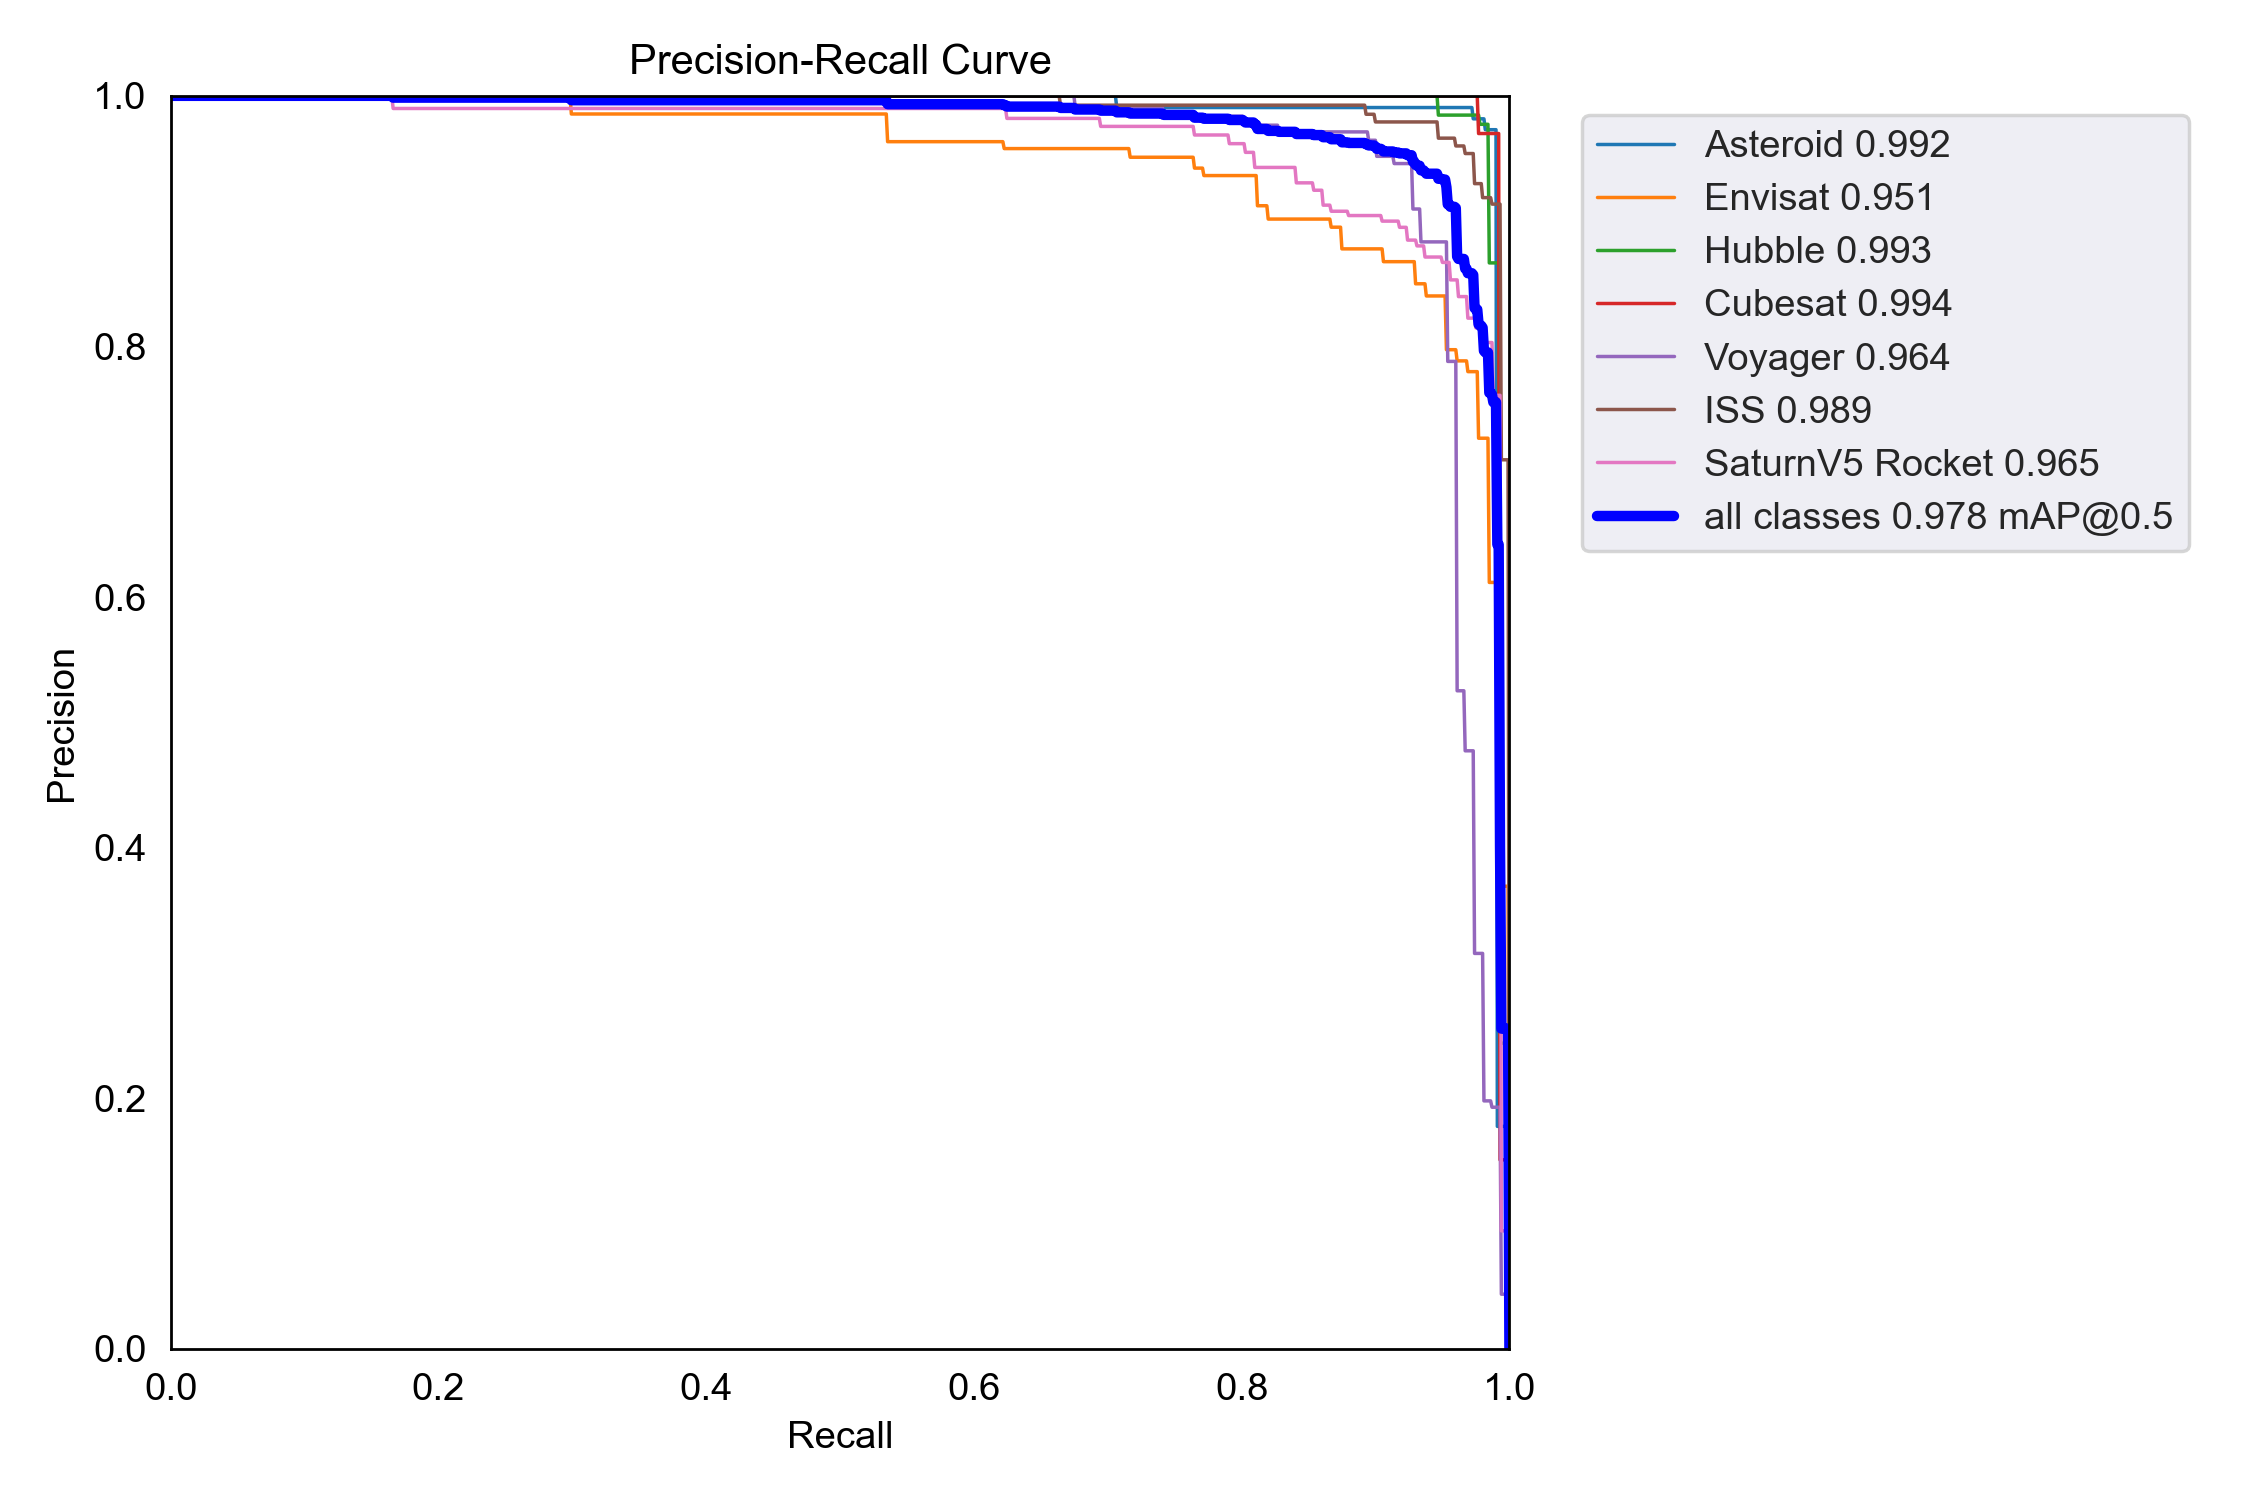 Precision-Recall Curve
1.0
0.8
0.6
0.4
0.2
0.0
Precision
0.0 0.2 0.4 0.6 0.8 1.0
Recall
Asteroid 0.992
Envisat 0.951
Hubble 0.993
Cubesat 0.994
Voyager 0.964
ISS 0.989
SaturnV5 Rocket 0.965
all classes 0.978 mAP@0.5